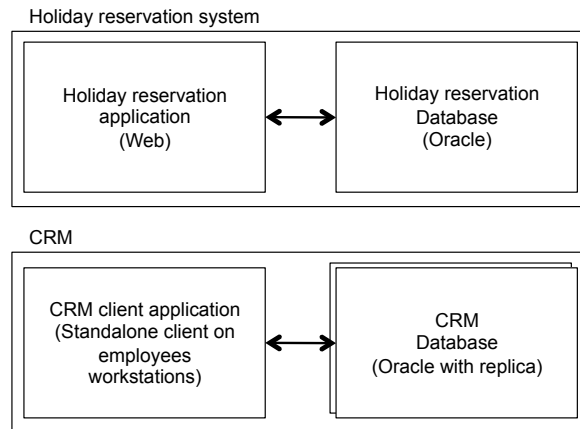 Holiday reservation system
Holiday reservation
application
(Web)
Holiday reservation
Database
(Oracle)
CRM
CRM client application
(Standalone client on
employees
workstations)
CRM
Database
(Oracle with replica)